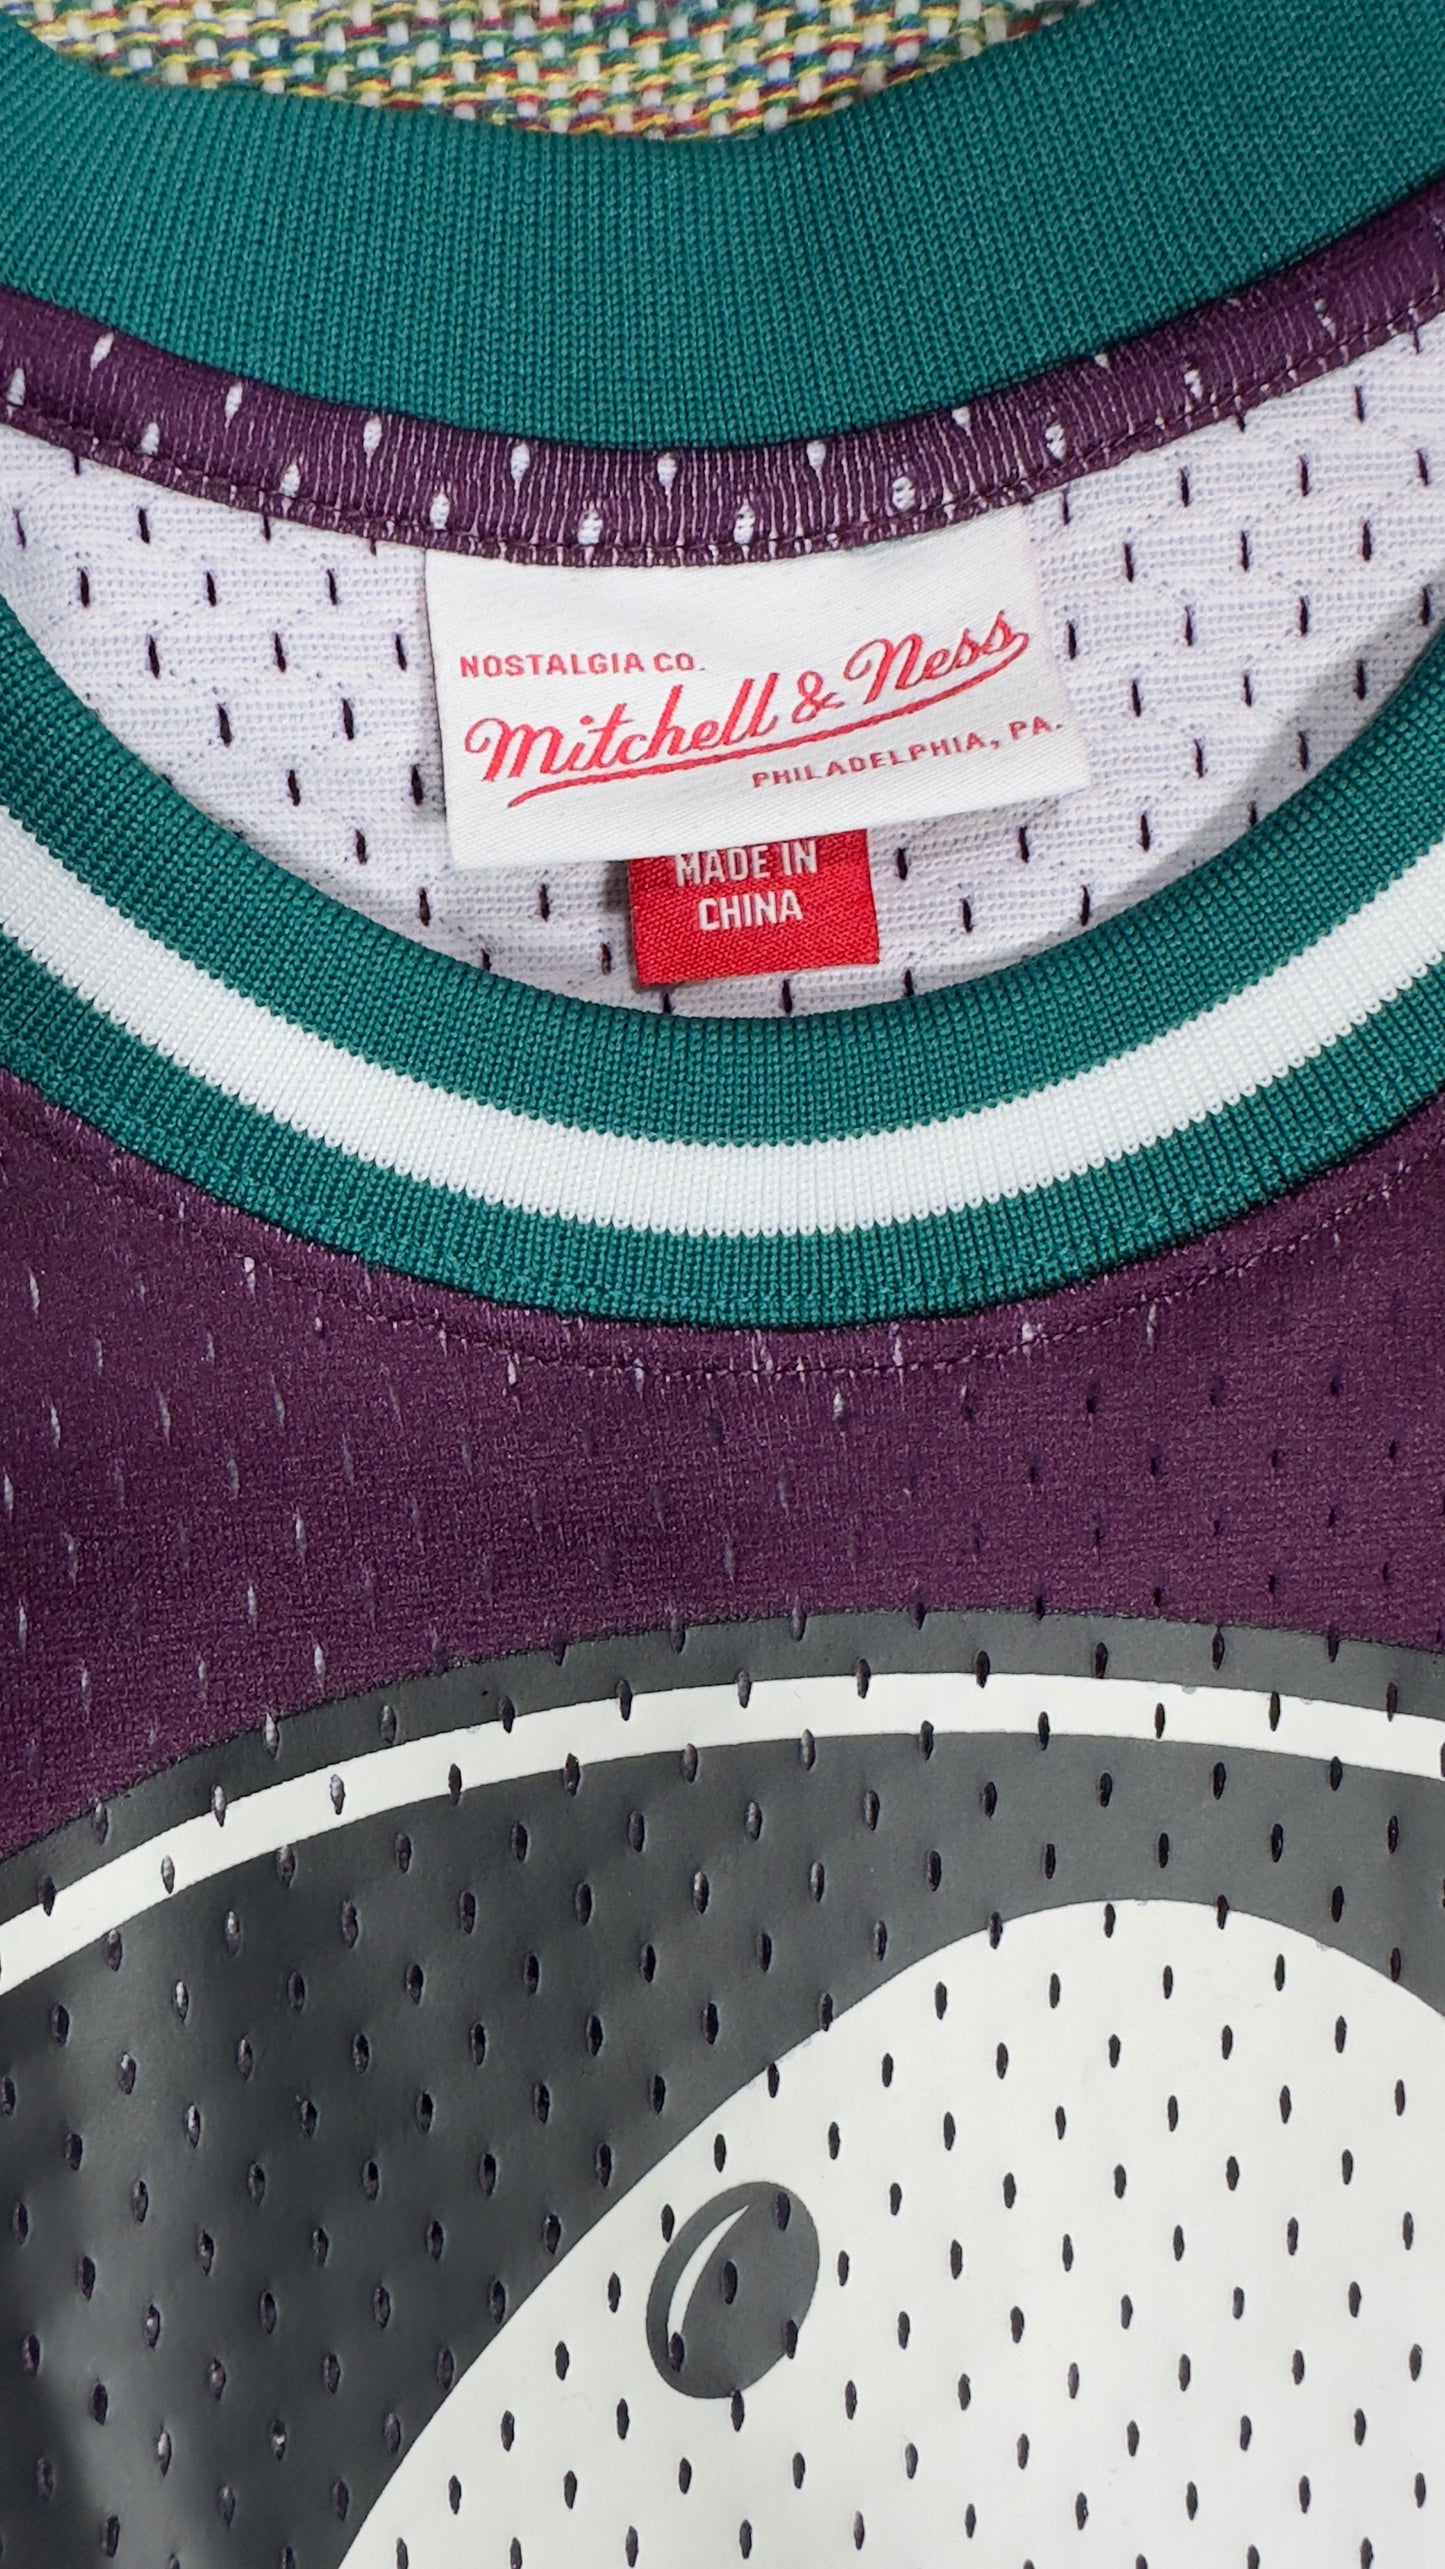 NOSTALGIA CO.
Mitchell & Ness
PHILADELPHIA, PA.
MADE IN
CHINA